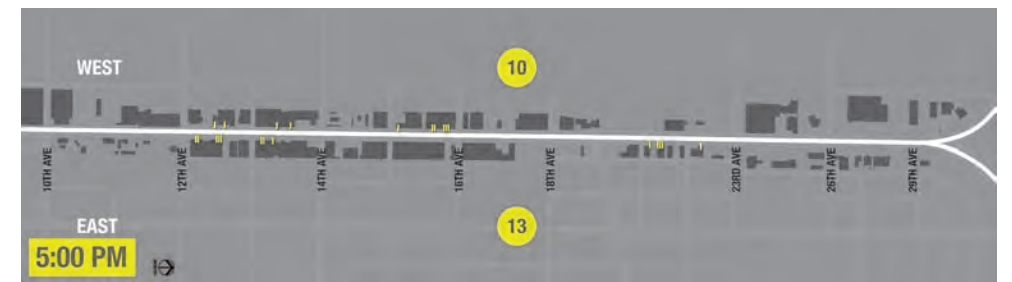 WEST
10
10TH AVE
12TH AVE
14TH AVE
16TH AVE
18TH AVE
23RD AVE
26TH AVE
29TH AVE
EAST
13
5:00 PM